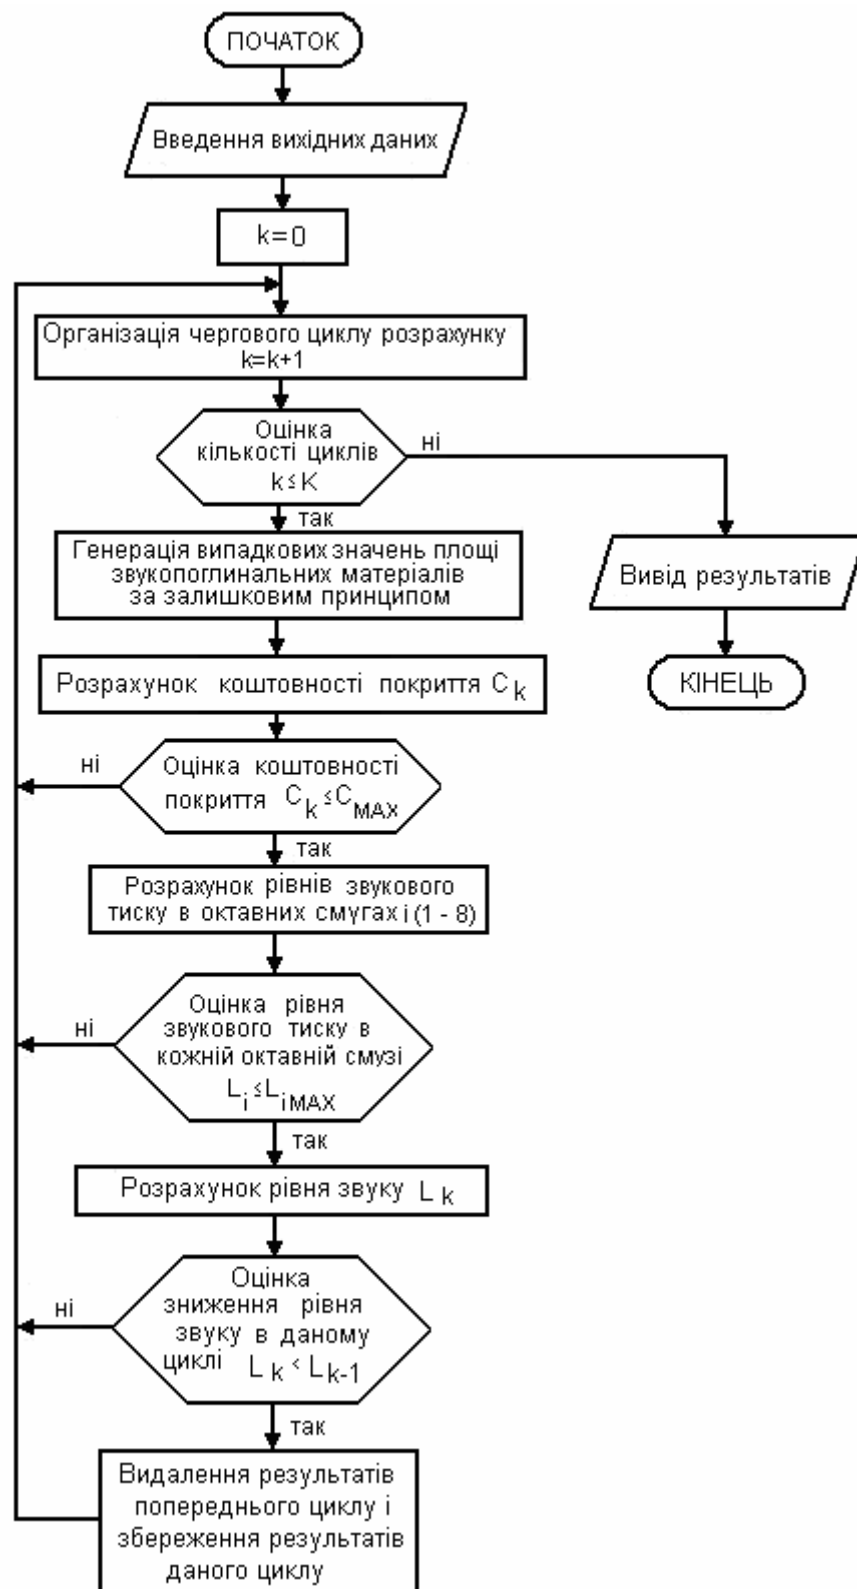 ПОЧАТОК
Введення вихідних даних
k=0
Організація чергового циклу розрахунку
k=k+1
Оцінка
кількості циклів
k≤K
ні
так
Генерація випадкових значень площі
звукопоглинальних матеріалів
за залишковим принципом
Вивід результатів
КІНЕЦЬ
Розрахунок коштовності покриття Ck
Оцінка коштовності
покриття Ck≤CMAX
ні
так
Розрахунок рівнів звукового
тиску в октавних смугах i (1 - 8)
Оцінка рівня
звукового тиску в
кожній октавній смузі
Li≤LiMAX
ні
так
Розрахунок рівня звуку Lk
Оцінка
зниження рівня
звуку в даному
циклі Lk<Lk-1
ні
так
Видалення результатів
попереднього циклу і
збереження результатів
даного циклу